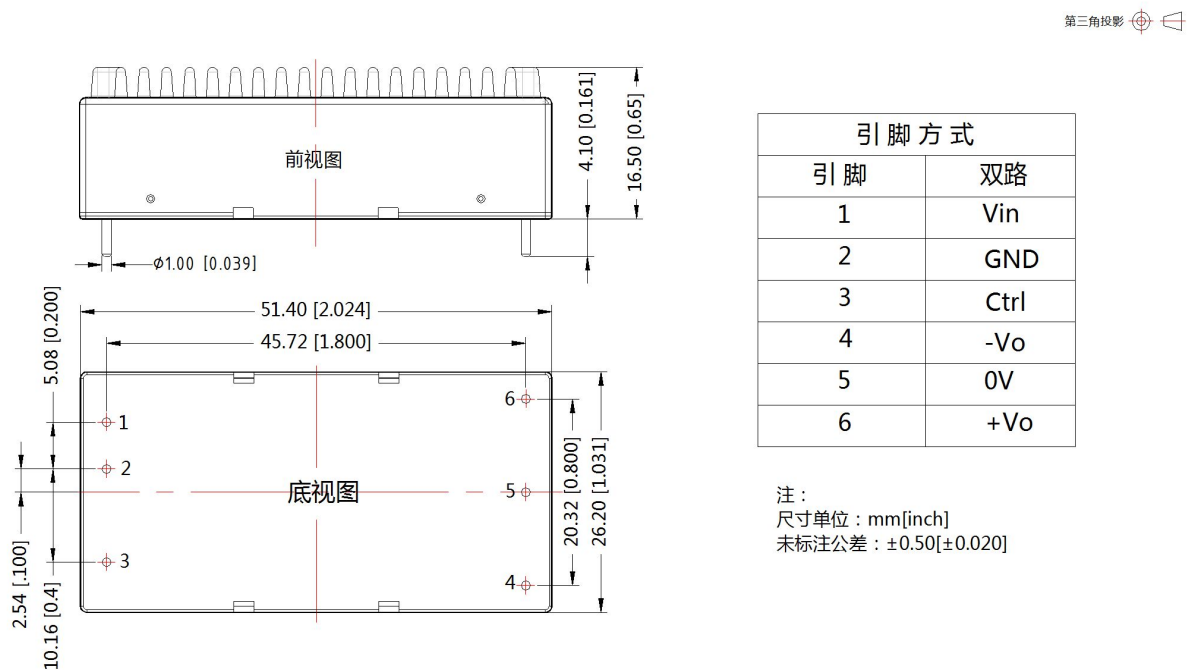 第三角投影
4.10 [0.161]
16.50 [0.65]
前视图
ϕ1.00 [0.039]
51.40 [2.024]
45.72 [1.800]
5.08 [0.200]
6
1
2
底视图
5
20.32 [0.800]
26.20 [1.031]
3
4
2.54 [.100]
10.16 [0.4]
引 脚 方 式
引 脚 双路
1 Vin
2 GND
3 Ctrl
4 -Vo
5 0V
6 +Vo
注：
尺寸单位：mm[inch]
未标注公差：±0.50[±0.020]